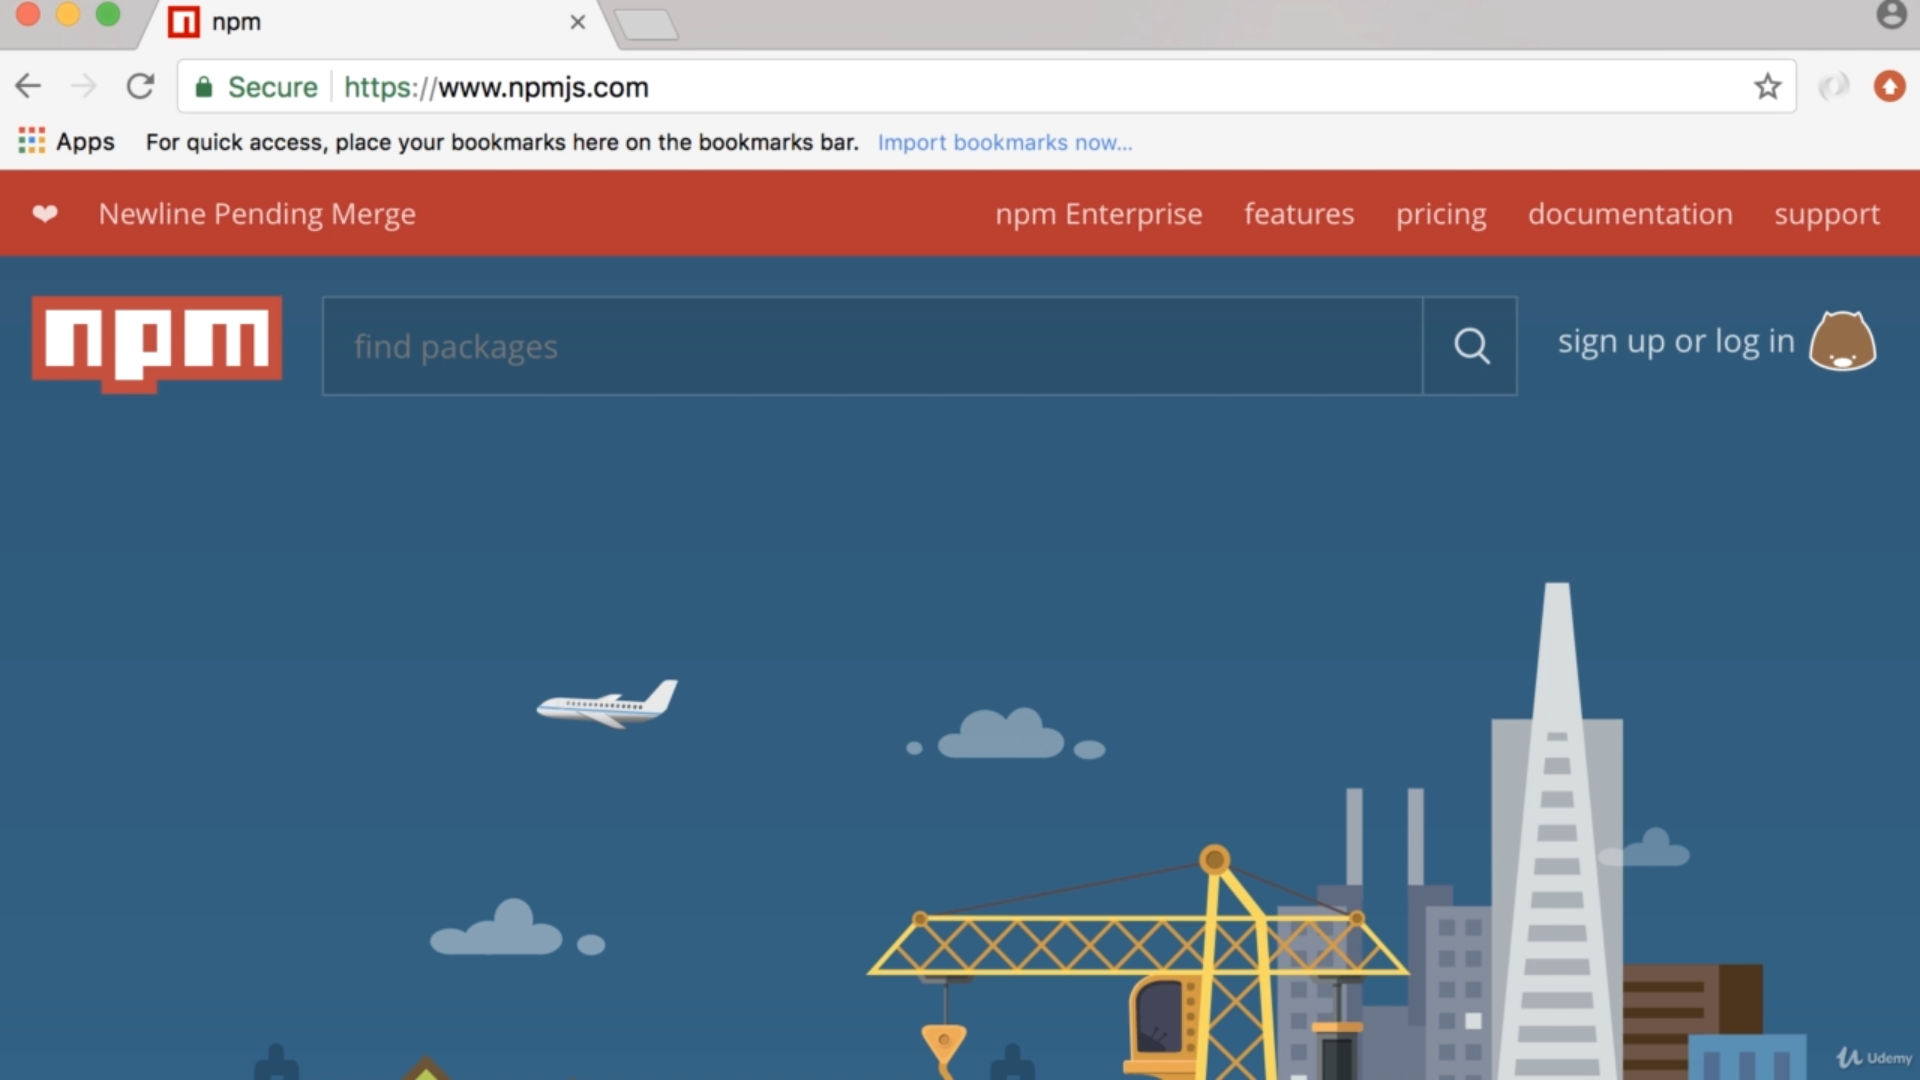 npm
Secure https://www.npmjs.com
Apps For quick access, place your bookmarks here on the bookmarks bar. Import bookmarks now...
❤ Newline Pending Merge npm Enterprise features pricing documentation support
npm find packages sign up or log in
Udemy